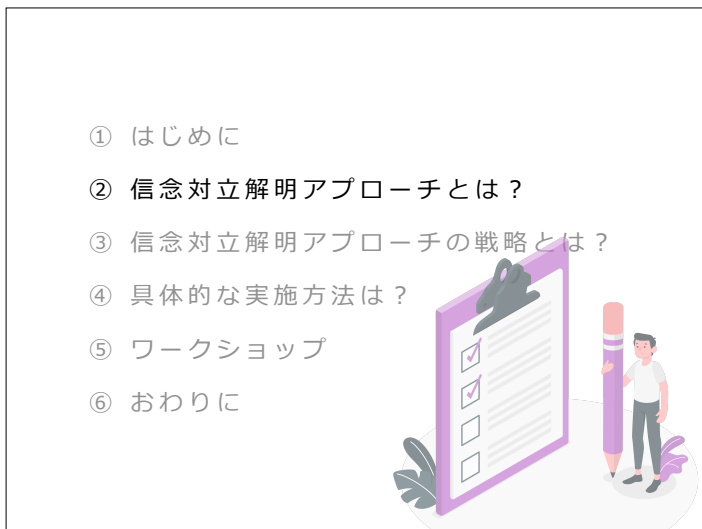 ① はじめに
② 信念対立解明アプローチとは？
③ 信念対立解明アプローチの戦略とは？
④ 具体的な実施方法は？
⑤ ワークショップ
⑥ おわりに